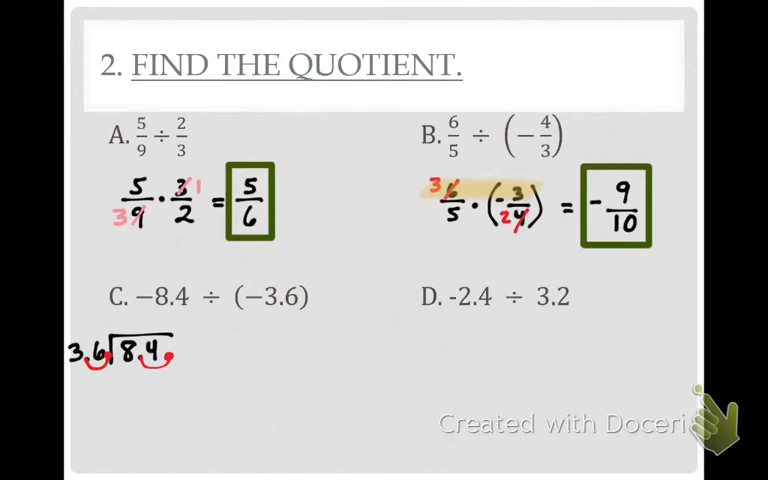 2. FIND THE QUOTIENT.
A. 5/9 ÷ 2/3
5/9 · 3/2 = 5/6
3 1
B. 6/5 ÷ (−4/3)
6/5 · (-3/4) = -9/10
3 2
C. −8.4 ÷ (−3.6)
3.6 8.4
D. -2.4 ÷ 3.2
Created with Doceri